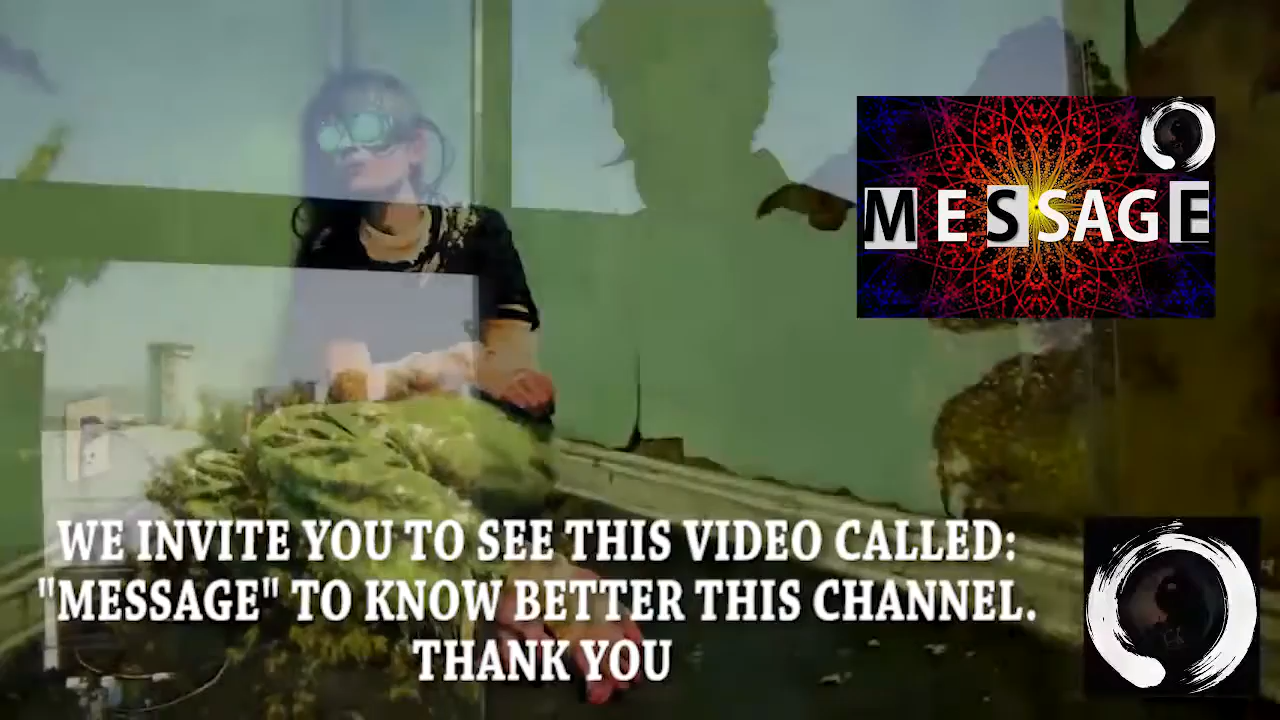 MESSAGE
WE INVITE YOU TO SEE THIS VIDEO CALLED:
"MESSAGE" TO KNOW BETTER THIS CHANNEL.
THANK YOU